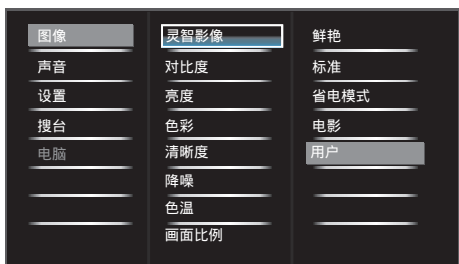 图像
声音
设置
搜台
电脑
灵智影像
对比度
亮度
色彩
清晰度
降噪
色温
画面比例
鲜艳
标准
省电模式
电影
用户